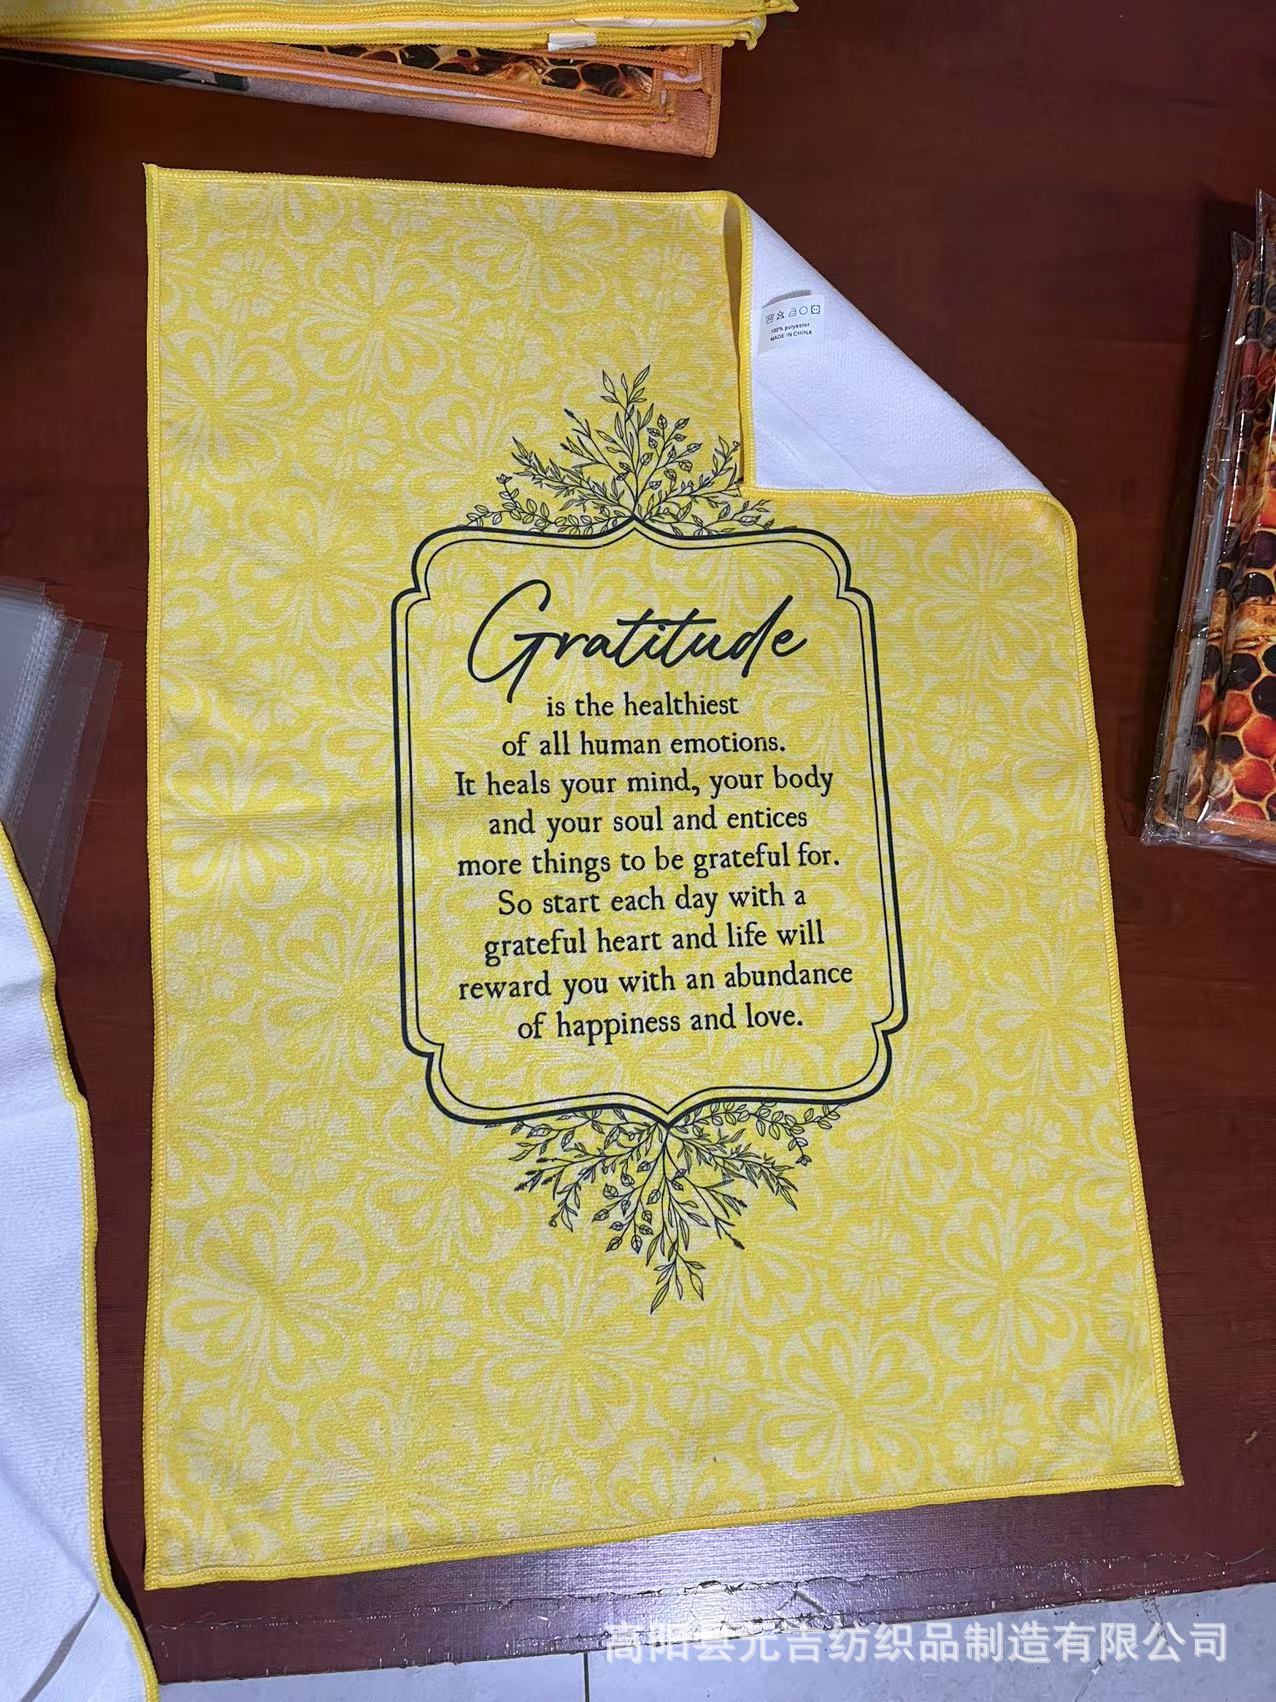 100% polyester
MADE IN CHINA
Gratitude
is the healthiest
of all human emotions.
It heals your mind, your body
and your soul and entices
more things to be grateful for.
So start each day with a
grateful heart and life will
reward you with an abundance
of happiness and love.
高阳县元吉纺织品制造有限公司